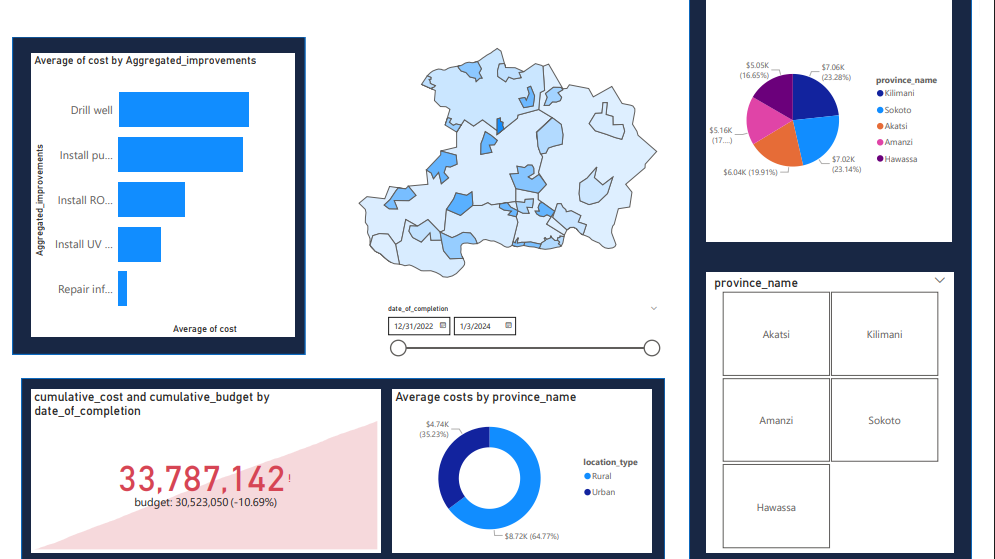 Average of cost by Aggregated_improvements
Aggregated_improvements
Drill well
Install pu...
Install RO...
Install UV ...
Repair inf...
Average of cost
date_of_completion
12/31/2022
1/3/2024
$5.05K
(16.65%)
$7.06K
(23.28%)
$5.16K
(17...)
$7.02K
(23.14%)
$6.04K (19.91%)
province_name
Kilimani
Sokoto
Akatsi
Amanzi
Hawassa
province_name
Akatsi
Kilimani
Amanzi
Sokoto
Hawassa
cumulative_cost and cumulative_budget by
date_of_completion
33,787,142!
budget: 30,523,050 (-10.69%)
Average costs by province_name
$4.74K
(35.23%)
$8.72K (64.77%)
location_type
Rural
Urban